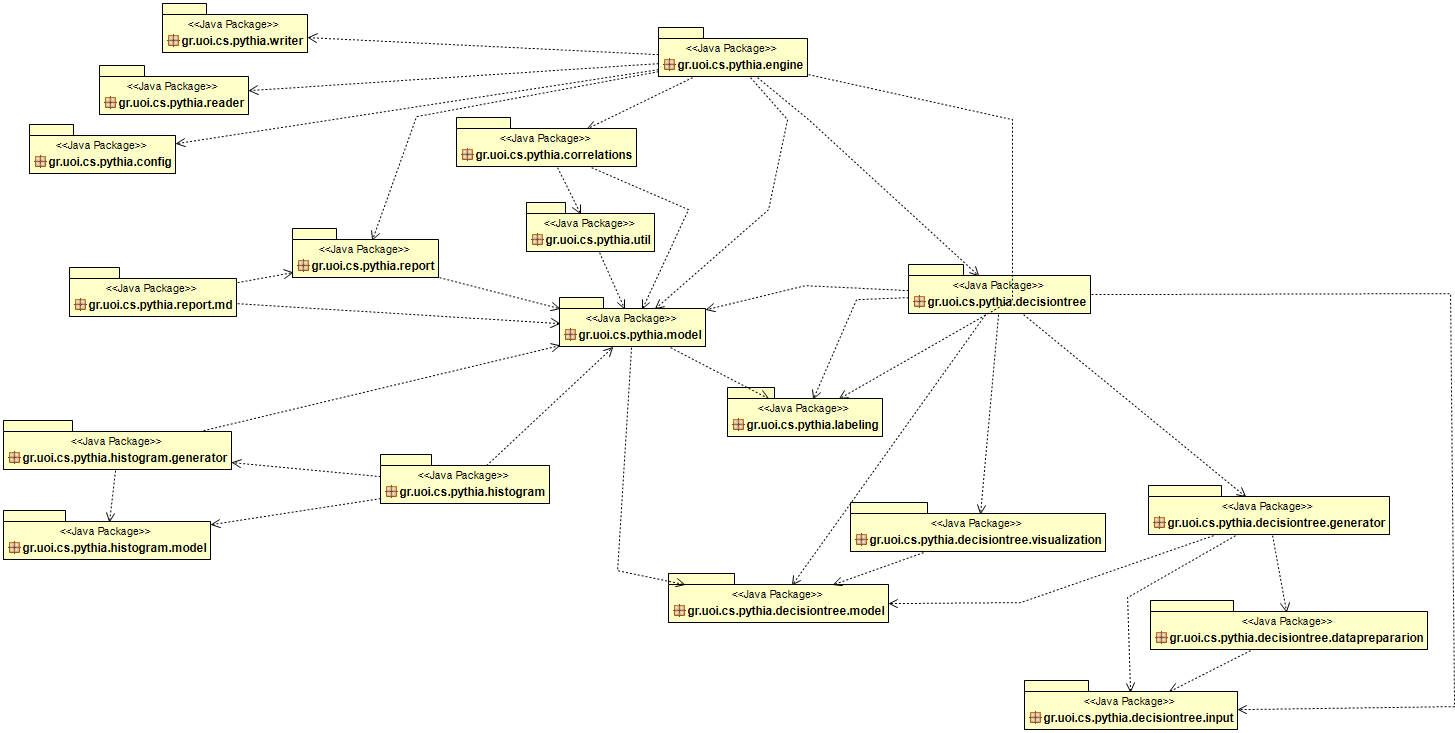 <<Java Package>>
gr.uoi.cs.pythia.writer
<<Java Package>>
gr.uoi.cs.pythia.engine
<<Java Package>>
gr.uoi.cs.pythia.reader
<<Java Package>>
gr.uoi.cs.pythia.config
<<Java Package>>
gr.uoi.cs.pythia.correlations
<<Java Package>>
gr.uoi.cs.pythia.util
<<Java Package>>
gr.uoi.cs.pythia.report
<<Java Package>>
gr.uoi.cs.pythia.report.md
<<Java Package>>
gr.uoi.cs.pythia.decisiontree
<<Java Package>>
gr.uoi.cs.pythia.model
<<Java Package>>
gr.uoi.cs.pythia.labeling
<<Java Package>>
gr.uoi.cs.pythia.histogram.generator
<<Java Package>>
gr.uoi.cs.pythia.histogram
<<Java Package>>
gr.uoi.cs.pythia.histogram.model
<<Java Package>>
gr.uoi.cs.pythia.decisiontree.visualization
<<Java Package>>
gr.uoi.cs.pythia.decisiontree.generator
<<Java Package>>
gr.uoi.cs.pythia.decisiontree.model
<<Java Package>>
gr.uoi.cs.pythia.decisiontree.dataprepararion
<<Java Package>>
gr.uoi.cs.pythia.decisiontree.input